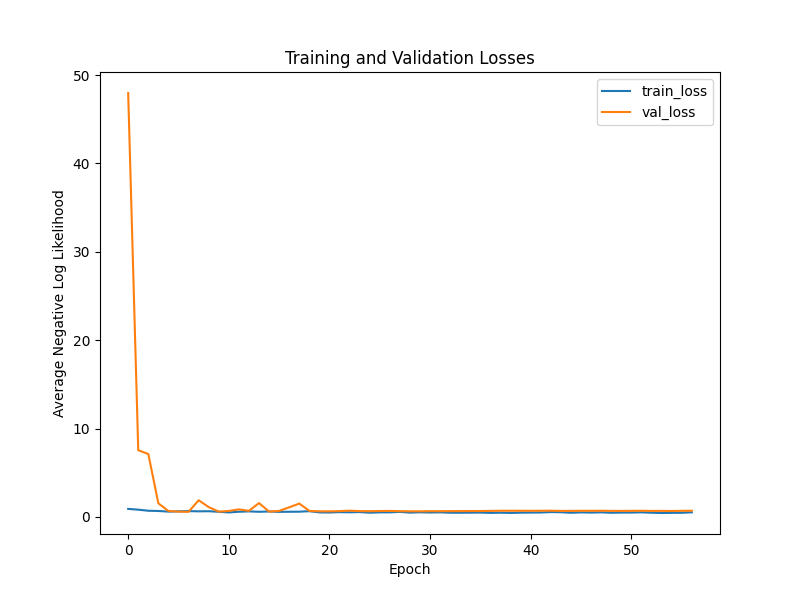 Training and Validation Losses
train_loss
val_loss
50
40
30
20
10
0
Average Negative Log Likelihood
0 10 20 30 40 50
Epoch